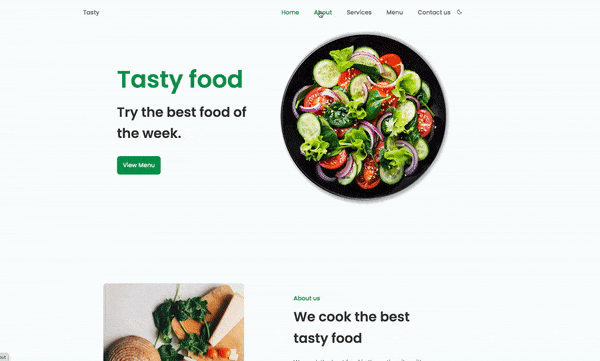 Tasty
Home About Services Menu Contact us
Tasty food
Try the best food of
the week.
View Menu
About us
We cook the best
tasty food